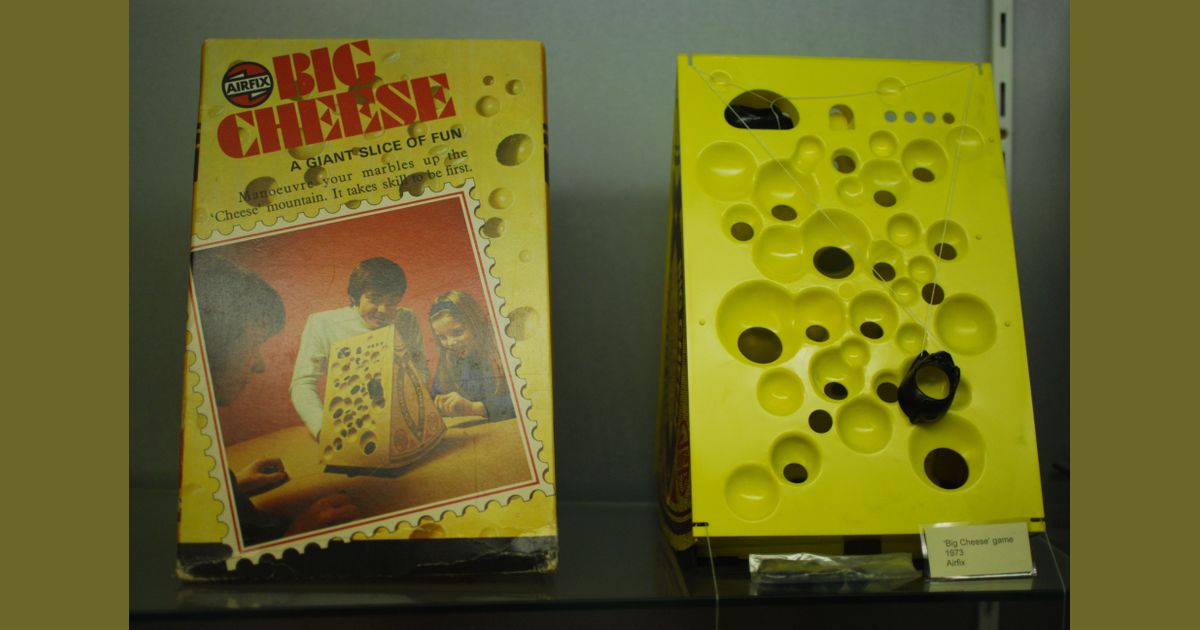 AIRFIX
BIG
CHEESE
A GIANT SLICE OF FUN
Manoeuvre your marbles up the
'Cheese' mountain. It takes skill to be first.
'Big Cheese' game
1973
Airfix